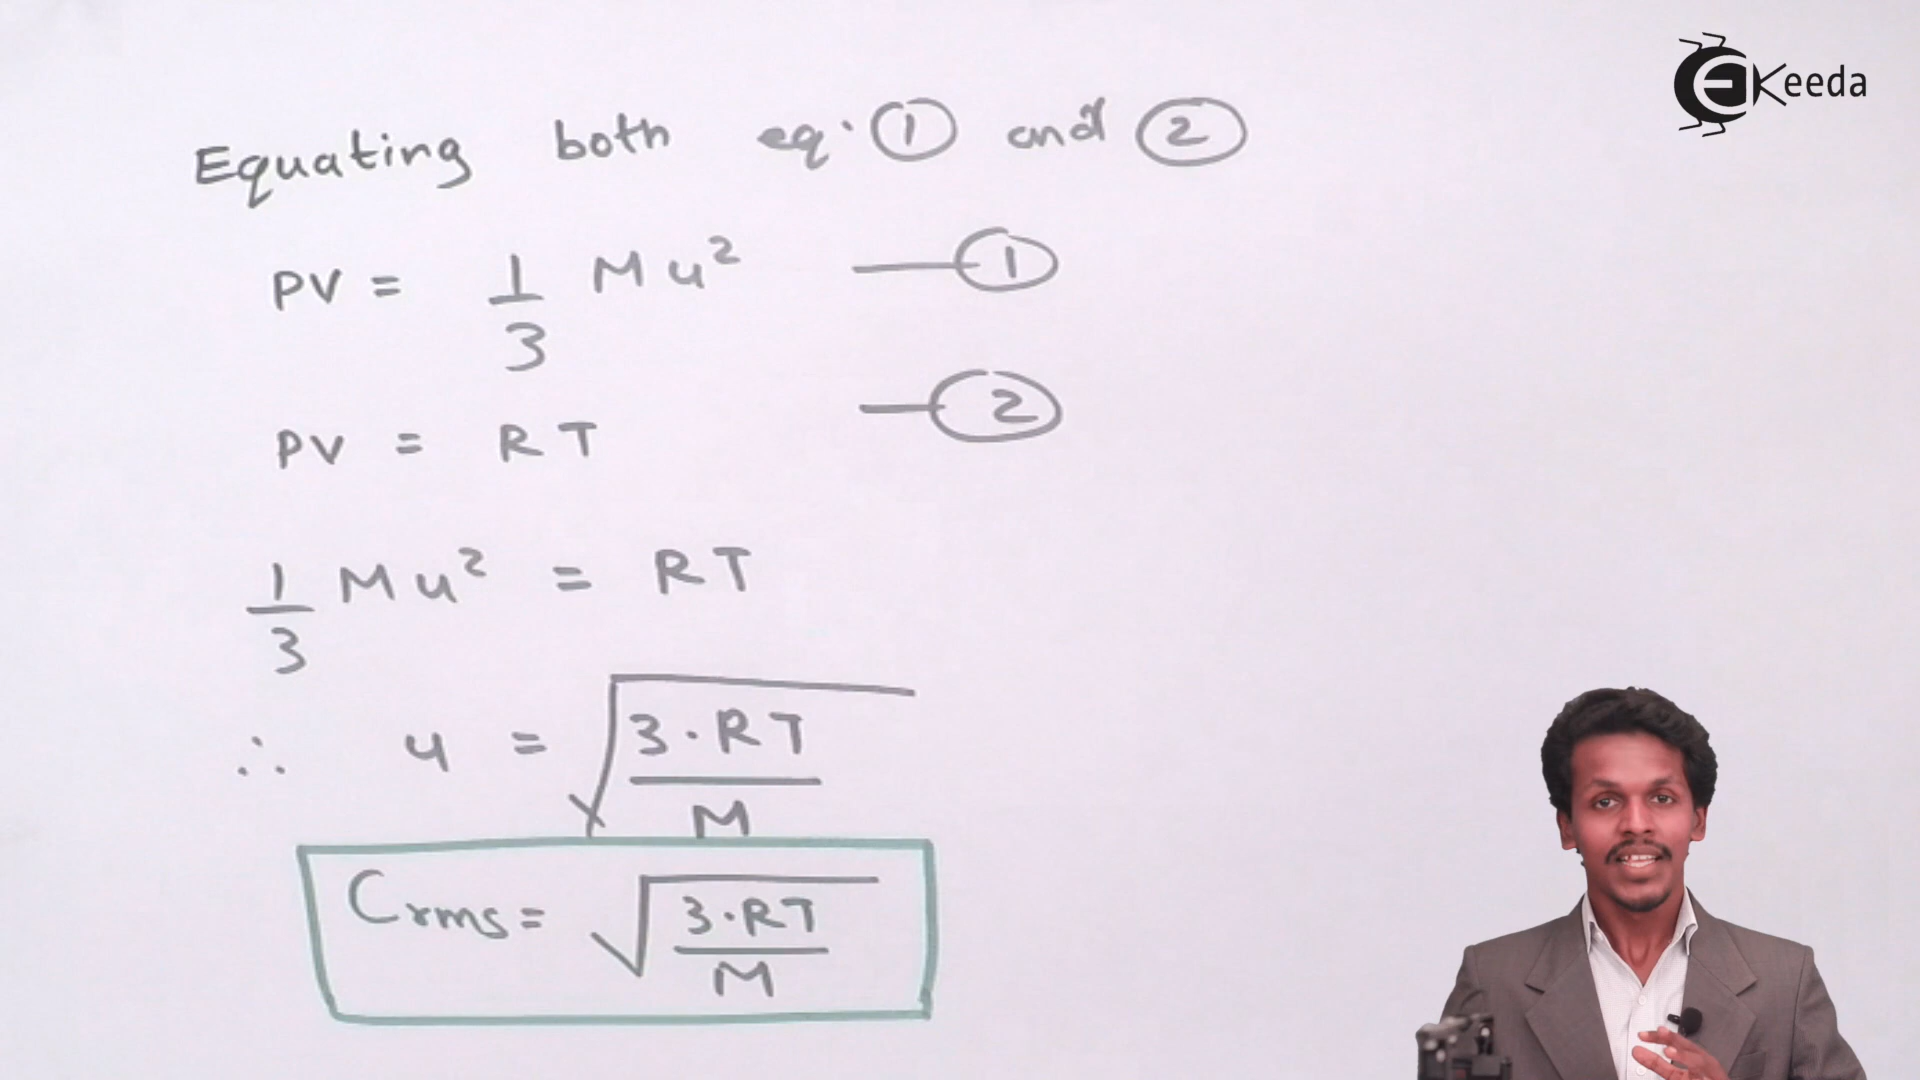 EKeeda
Equating both eq. ① and ②
PV = 1/3 Mu² — ①
PV = RT — ②
1/3 Mu² = RT
∴ u = √(3·RT/M)
Crms = √(3·RT/M)